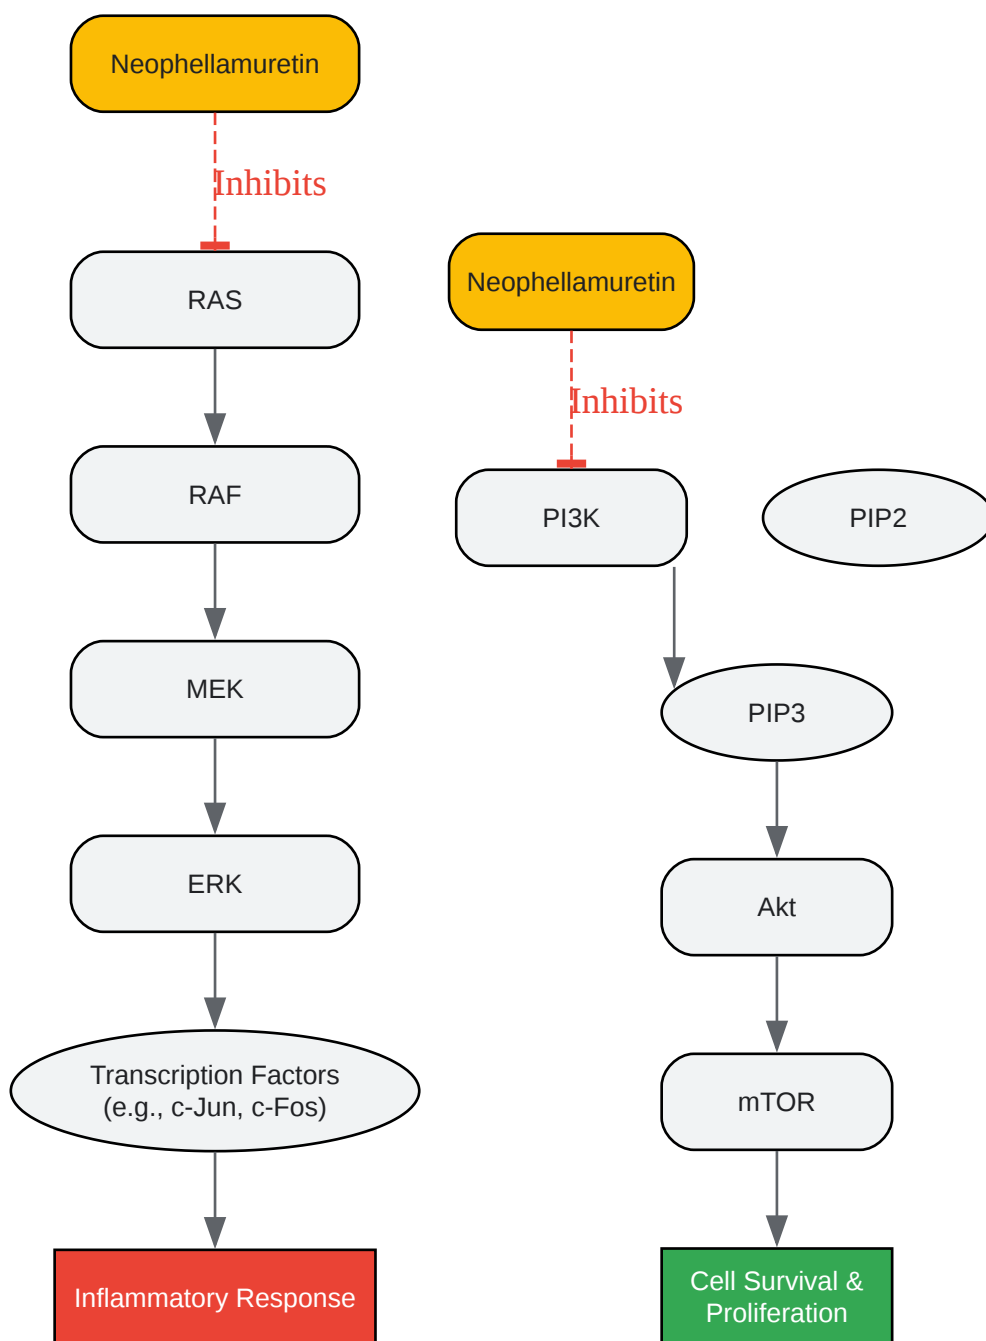 Neophellamuretin
Inhibits
RAS
RAF
MEK
ERK
Transcription Factors
(e.g., c-Jun, c-Fos)
Inflammatory Response
Neophellamuretin
Inhibits
PI3K
PIP2
PIP3
Akt
mTOR
Cell Survival &
Proliferation